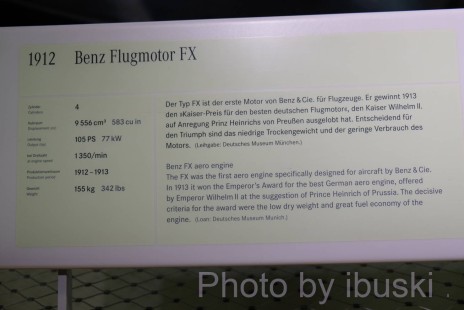 1912 Benz Flugmotor FX
4
9 556 cm³ 583 cu in
105 PS 77 kW
1 350/min
1912 – 1913
155 kg 342 lbs
Der Typ FX ist der erste Motor von Benz & Cie. für Flugzeuge. Er gewinnt 1913
den »Kaiser-Preis für den besten deutschen Flugmotor«, den Kaiser Wilhelm II.
auf Anregung Prinz Heinrichs von Preußen ausgelobt hat. Entscheidend für
den Triumph sind das niedrige Trockengewicht und der geringe Verbrauch des
Motors. (Leihgabe: Deutsches Museum München.)
Benz FX aero engine
The FX was the first aero engine specifically designed for aircraft by Benz & Cie.
In 1913 it won the Emperor's Award for the best German aero engine, offered
by Emperor Wilhelm II at the suggestion of Prince Heinrich of Prussia. The decisive
criteria for the award were the low dry weight and great fuel economy of the
engine. (Loan: Deutsches Museum Munich.)
Photo by ibuski .